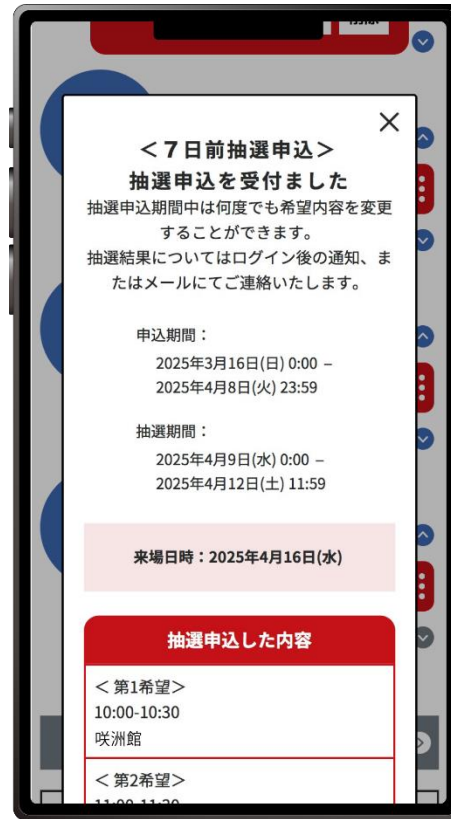 ＜７日前抽選申込＞
抽選申込を受付ました
抽選申込期間中は何度でも希望内容を変更
することができます。
抽選結果についてはログイン後の通知、ま
たはメールにてご連絡いたします。
申込期間：
2025年3月16日(日) 0:00 –
2025年4月8日(火) 23:59
抽選期間：
2025年4月9日(水) 0:00 –
2025年4月12日(土) 11:59
来場日時：2025年4月16日(水)
抽選申込した内容
＜ 第1希望＞
10:00-10:30
咲洲館
＜ 第2希望＞